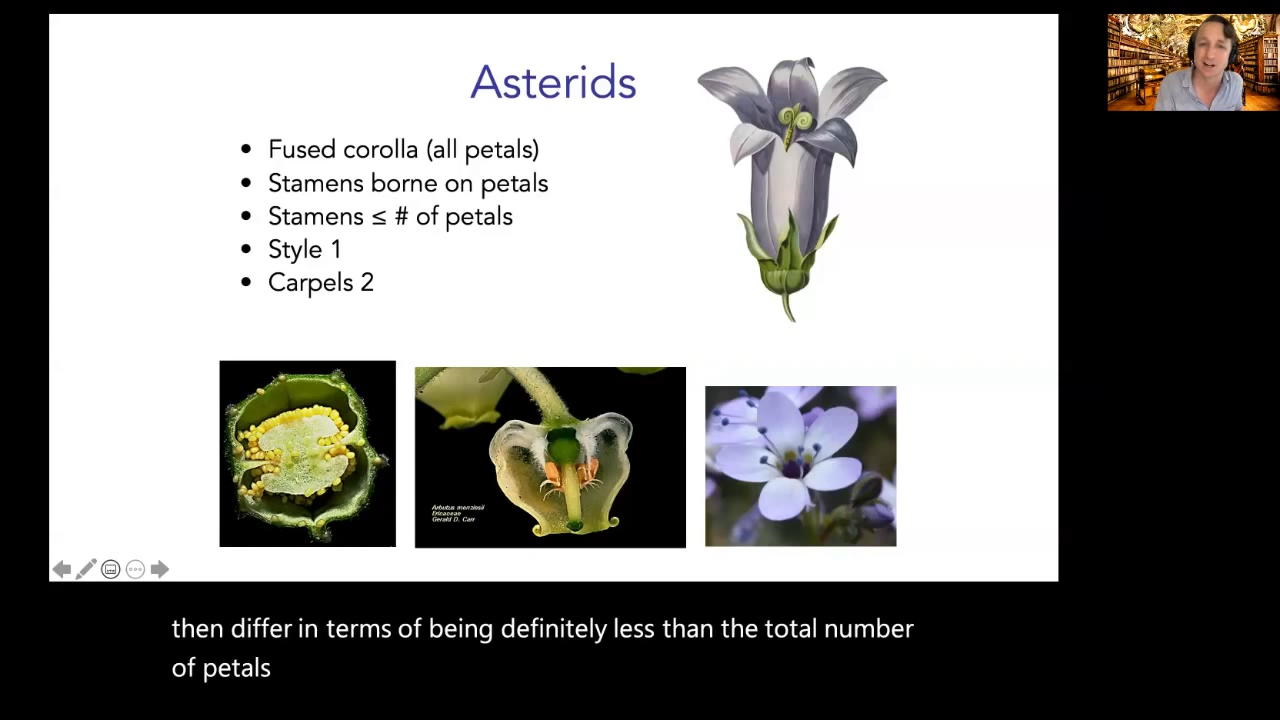 Asterids
• Fused corolla (all petals)
• Stamens borne on petals
• Stamens ≤ # of petals
• Style 1
• Carpels 2
Arbutus menziesii
Ericaceae
Gerald D. Carr
then differ in terms of being definitely less than the total number
of petals